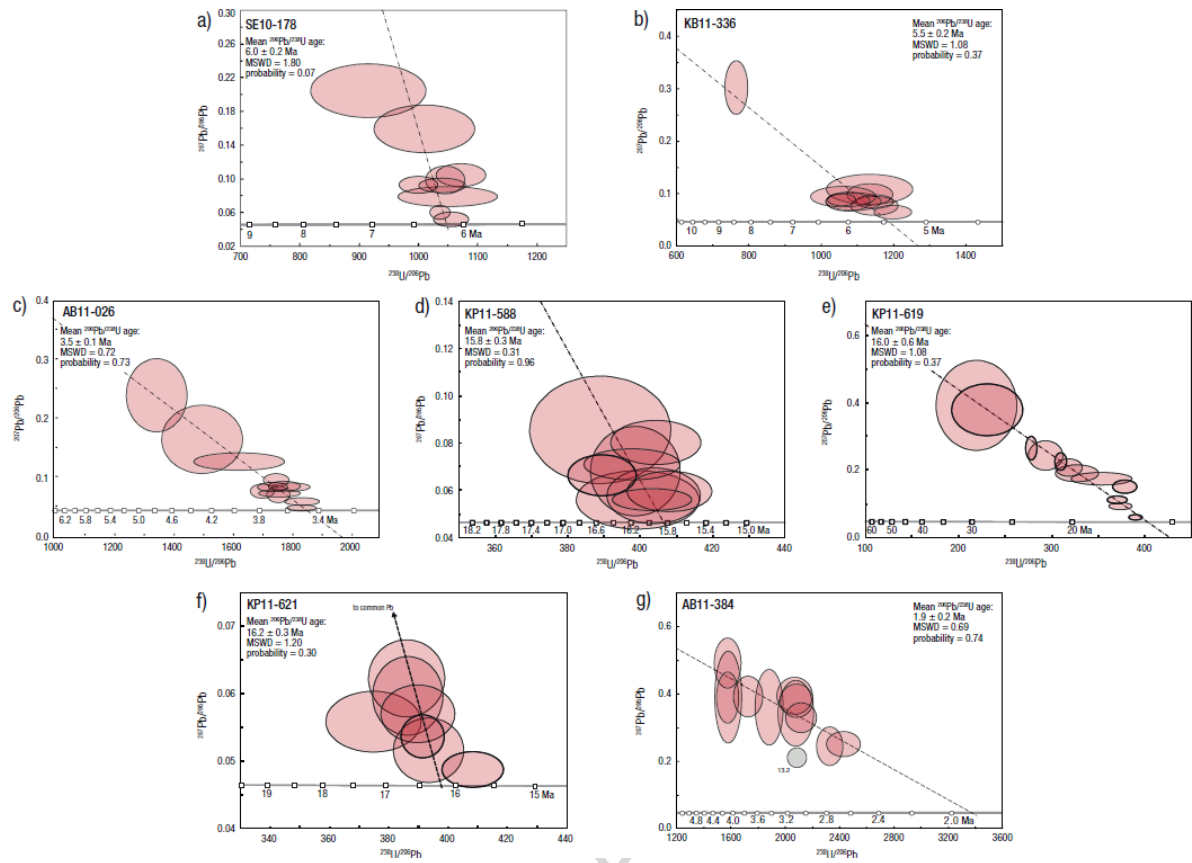 a) SE10-178
Mean ²⁰⁶Pb/²³⁸U age:
6.0 ± 0.2 Ma
MSWD = 1.80
probability = 0.07
²⁰⁷Pb/²⁰⁶Pb
0.30
0.26
0.22
0.18
0.14
0.10
0.06
0.02
9 8 7 6 Ma
700 800 900 1000 1100 1200
²³⁸U/²⁰⁶Pb
b) KB11-336
Mean ²⁰⁶Pb/²³⁸U age:
5.5 ± 0.2 Ma
MSWD = 1.08
probability = 0.37
²⁰⁷Pb/²⁰⁶Pb
0.4
0.3
0.2
0.1
0.0
10 9 8 7 6 5 Ma
600 800 1000 1200 1400
²³⁸U/²⁰⁶Pb
c) AB11-026
Mean ²⁰⁶Pb/²³⁸U age:
3.5 ± 0.1 Ma
MSWD = 0.72
probability = 0.73
²⁰⁷Pb/²⁰⁶Pb
0.4
0.3
0.2
0.1
0.0
6.2 5.8 5.4 5.0 4.6 4.2 3.8 3.4 Ma
1000 1200 1400 1600 1800 2000
²³⁸U/²⁰⁶Pb
d) KP11-588
Mean ²⁰⁶Pb/²³⁸U age:
15.8 ± 0.3 Ma
MSWD = 0.31
probability = 0.96
²⁰⁷Pb/²⁰⁶Pb
0.14
0.12
0.10
0.08
0.06
0.04
18.2 17.8 17.4 17.0 16.6 16.2 15.8 15.4 15.0 Ma
360 380 400 420 440
²³⁸U/²⁰⁶Pb
e) KP11-619
Mean ²⁰⁶Pb/²³⁸U age:
16.0 ± 0.6 Ma
MSWD = 1.08
probability = 0.37
²⁰⁷Pb/²⁰⁶Pb
0.6
0.4
0.2
0.0
60 50 40 30 20 Ma
100 200 300 400
²³⁸U/²⁰⁶Pb
f) KP11-621
Mean ²⁰⁶Pb/²³⁸U age:
16.2 ± 0.3 Ma
MSWD = 1.20
probability = 0.30
to common Pb
²⁰⁷Pb/²⁰⁶Pb
0.07
0.06
0.05
0.04
19 18 17 16 15 Ma
340 360 380 400 420 440
²³⁸U/²⁰⁶Pb
g) AB11-384
Mean ²⁰⁶Pb/²³⁸U age:
1.9 ± 0.2 Ma
MSWD = 0.69
probability = 0.74
²⁰⁷Pb/²⁰⁶Pb
0.6
0.4
0.2
0.0
13.2
4.8 4.4 4.0 3.6 3.2 2.8 2.4 2.0 Ma
1200 1600 2000 2400 2800 3200 3600
²³⁸U/²⁰⁶Pb